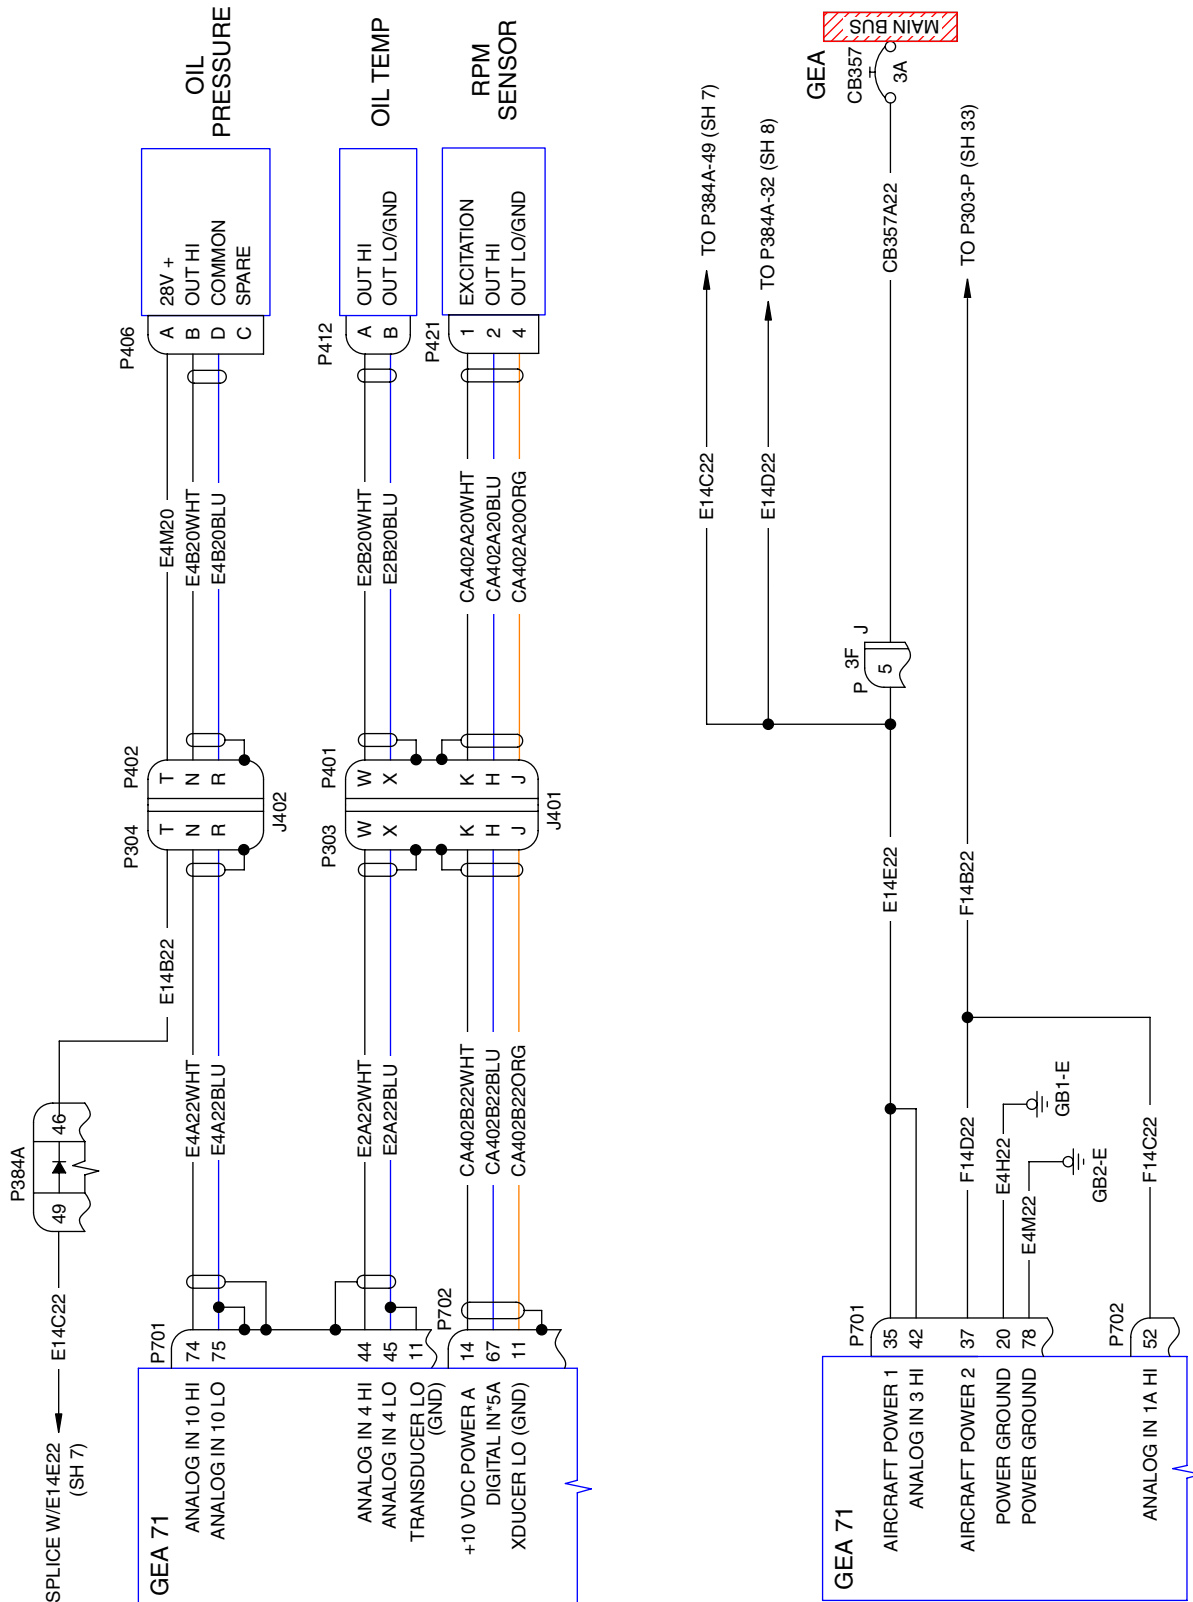 SPLICE W/E14E22
(SH 7)
E14C22
P384A
49
46
E14B22
GEA 71
P701
ANALOG IN 10 HI 74
ANALOG IN 10 LO 75
ANALOG IN 4 HI 44
ANALOG IN 4 LO 45
TRANSDUCER LO 11
(GND)
P702
+10 VDC POWER A 14
DIGITAL IN*5A 67
XDUCER LO (GND) 11
E4A22WHT
E4A22BLU
E2A22WHT
E2A22BLU
CA402B22WHT
CA402B22BLU
CA402B22ORG
P304
P402
T T
N N
R R
J402
P303
P401
W W
X X
K K
H H
J J
J401
E4M20
E4B20WHT
E4B20BLU
E2B20WHT
E2B20BLU
CA402A20WHT
CA402A20BLU
CA402A20ORG
P406
A 28V +
B OUT HI
D COMMON
C SPARE
OIL
PRESSURE
P412
A OUT HI
B OUT LO/GND
OIL TEMP
P421
1 EXCITATION
2 OUT HI
4 OUT LO/GND
RPM
SENSOR
GEA 71
P701
AIRCRAFT POWER 1 35
ANALOG IN 3 HI 42
AIRCRAFT POWER 2 37
POWER GROUND 20
POWER GROUND 78
P702
ANALOG IN 1A HI 52
E14E22
F14D22
E4H22
GB1-E
E4M22
GB2-E
F14C22
F14B22
TO P303-P (SH 33)
P 3F J
5
E14C22
TO P384A-49 (SH 7)
E14D22
TO P384A-32 (SH 8)
CB357A22
GEA
CB357
3A
MAIN BUS